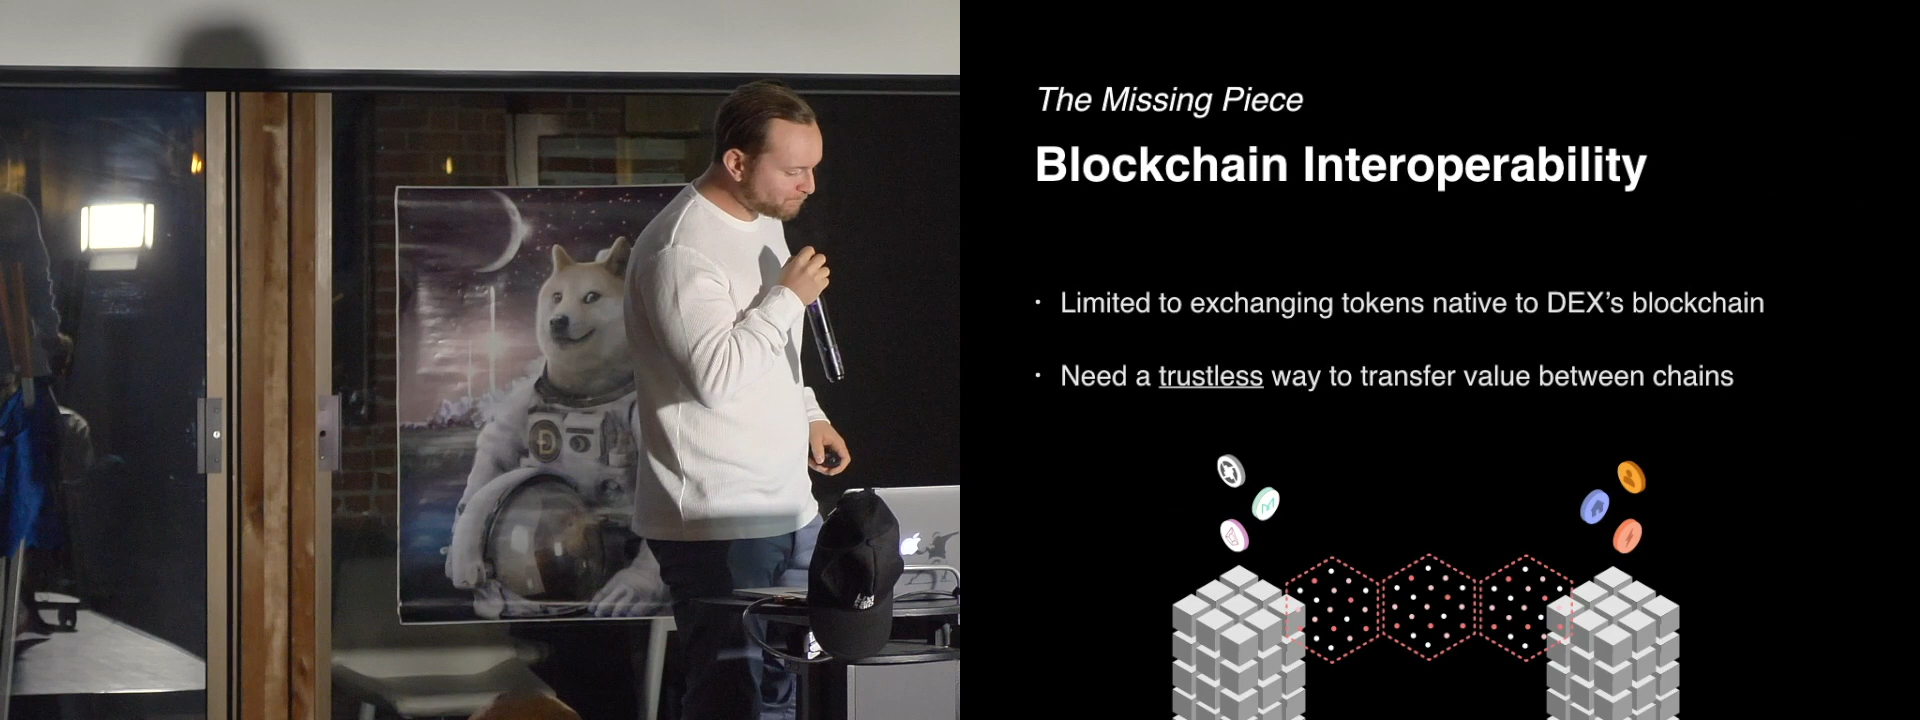 The Missing Piece
Blockchain Interoperability
· Limited to exchanging tokens native to DEX’s blockchain
· Need a trustless way to transfer value between chains